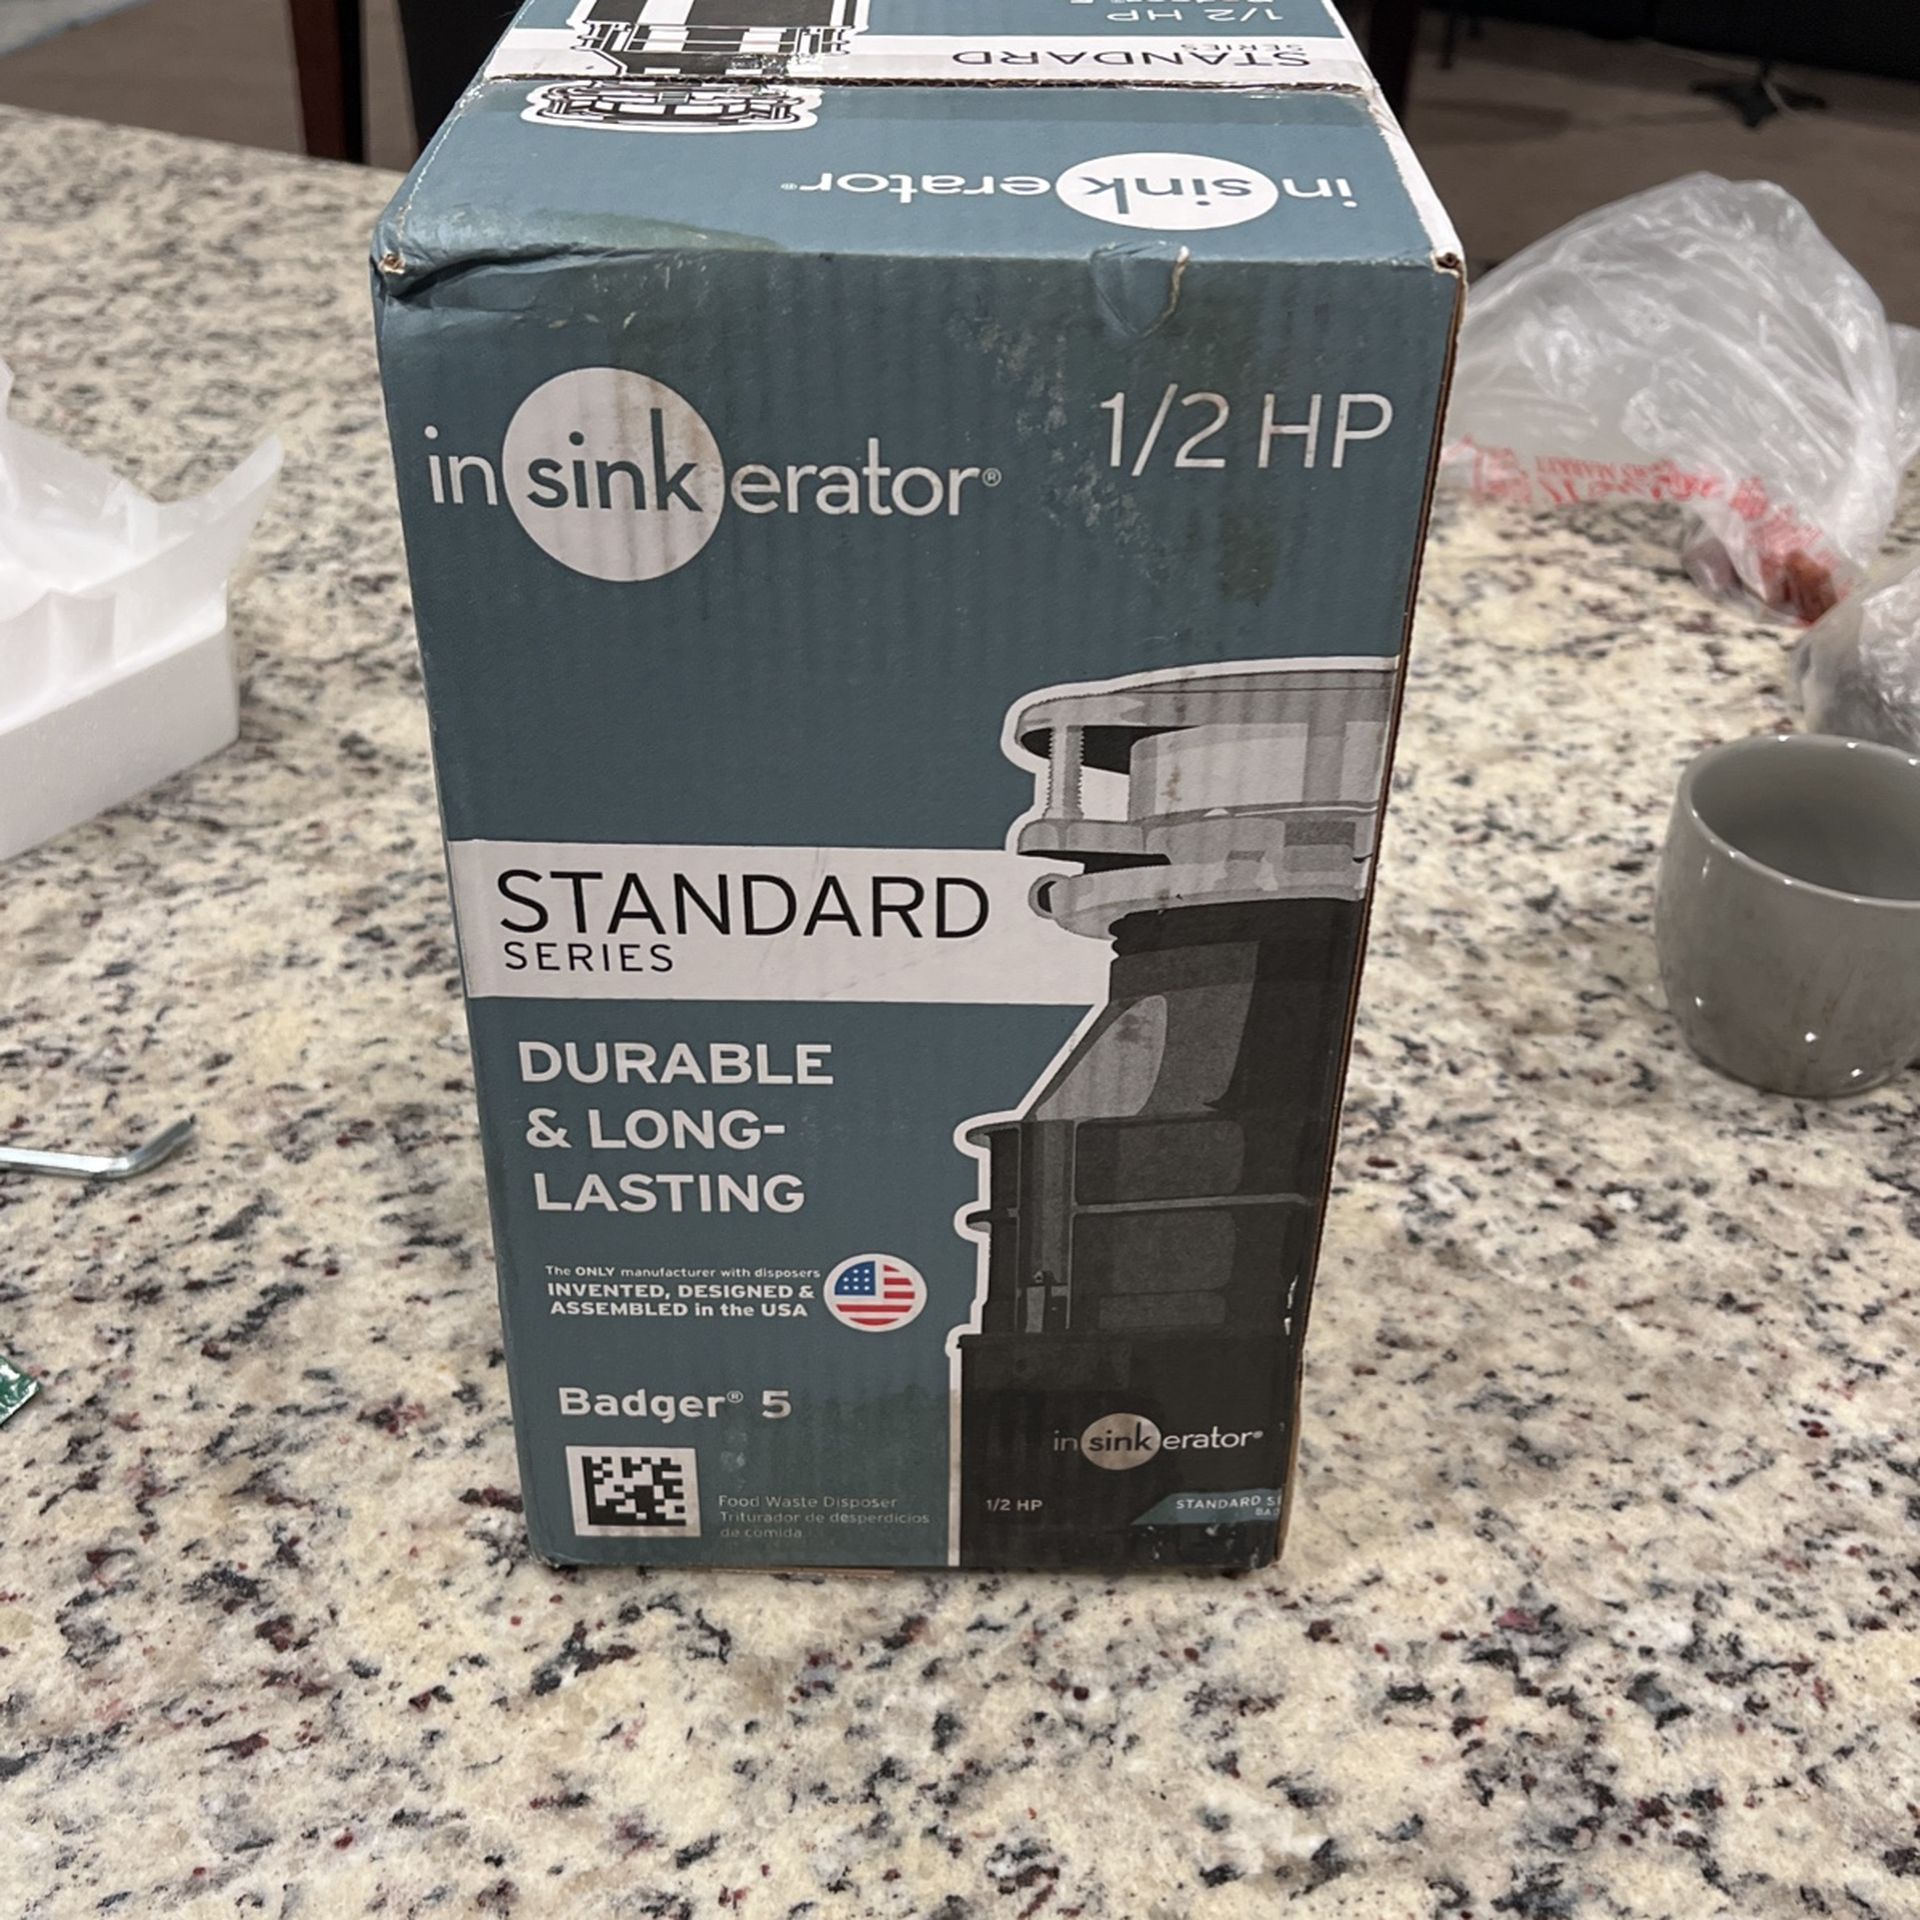 1/2 HP
STANDARD
SERIES
insinkerator®
insinkerator®
1/2 HP
STANDARD
SERIES
DURABLE
& LONG-
LASTING
The ONLY manufacturer with disposers
INVENTED, DESIGNED &
ASSEMBLED in the USA
Badger® 5
Food Waste Disposer
Triturador de desperdicios
de comida
insinkerator®
1/2 HP
STANDARD